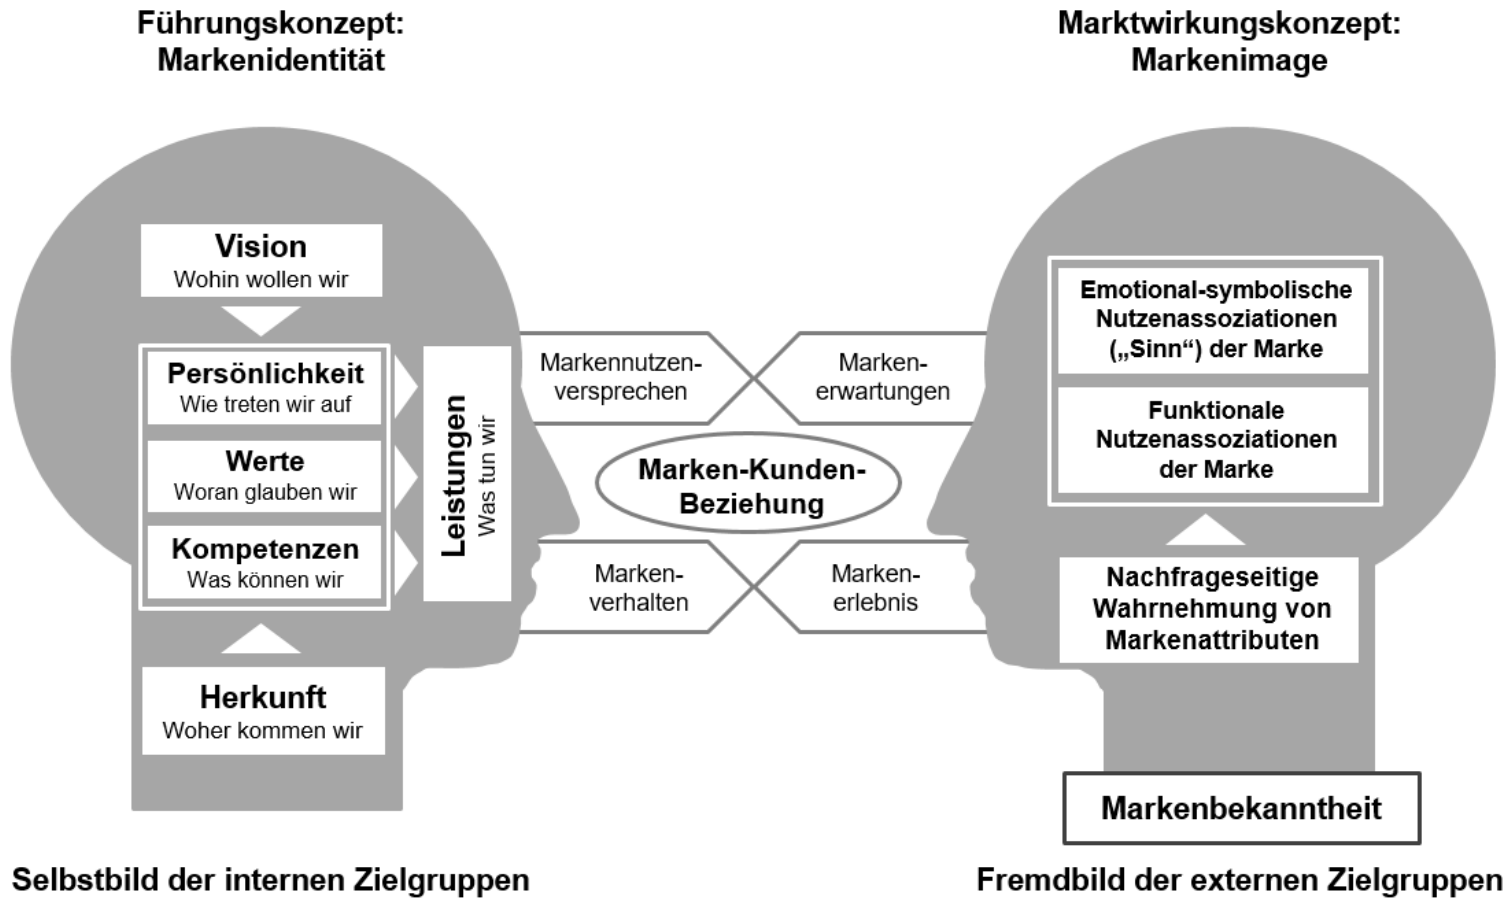 Führungskonzept:
Markenidentität
Marktwirkungskonzept:
Markenimage
Vision
Wohin wollen wir
Persönlichkeit
Wie treten wir auf
Werte
Woran glauben wir
Kompetenzen
Was können wir
Herkunft
Woher kommen wir
Leistungen
Was tun wir
Markennutzen-
versprechen
Marken-
erwartungen
Marken-Kunden-
Beziehung
Marken-
verhalten
Marken-
erlebnis
Emotional-symbolische
Nutzenassoziationen
(„Sinn“) der Marke
Funktionale
Nutzenassoziationen
der Marke
Nachfrageseitige
Wahrnehmung von
Markenattributen
Markenbekanntheit
Selbstbild der internen Zielgruppen
Fremdbild der externen Zielgruppen